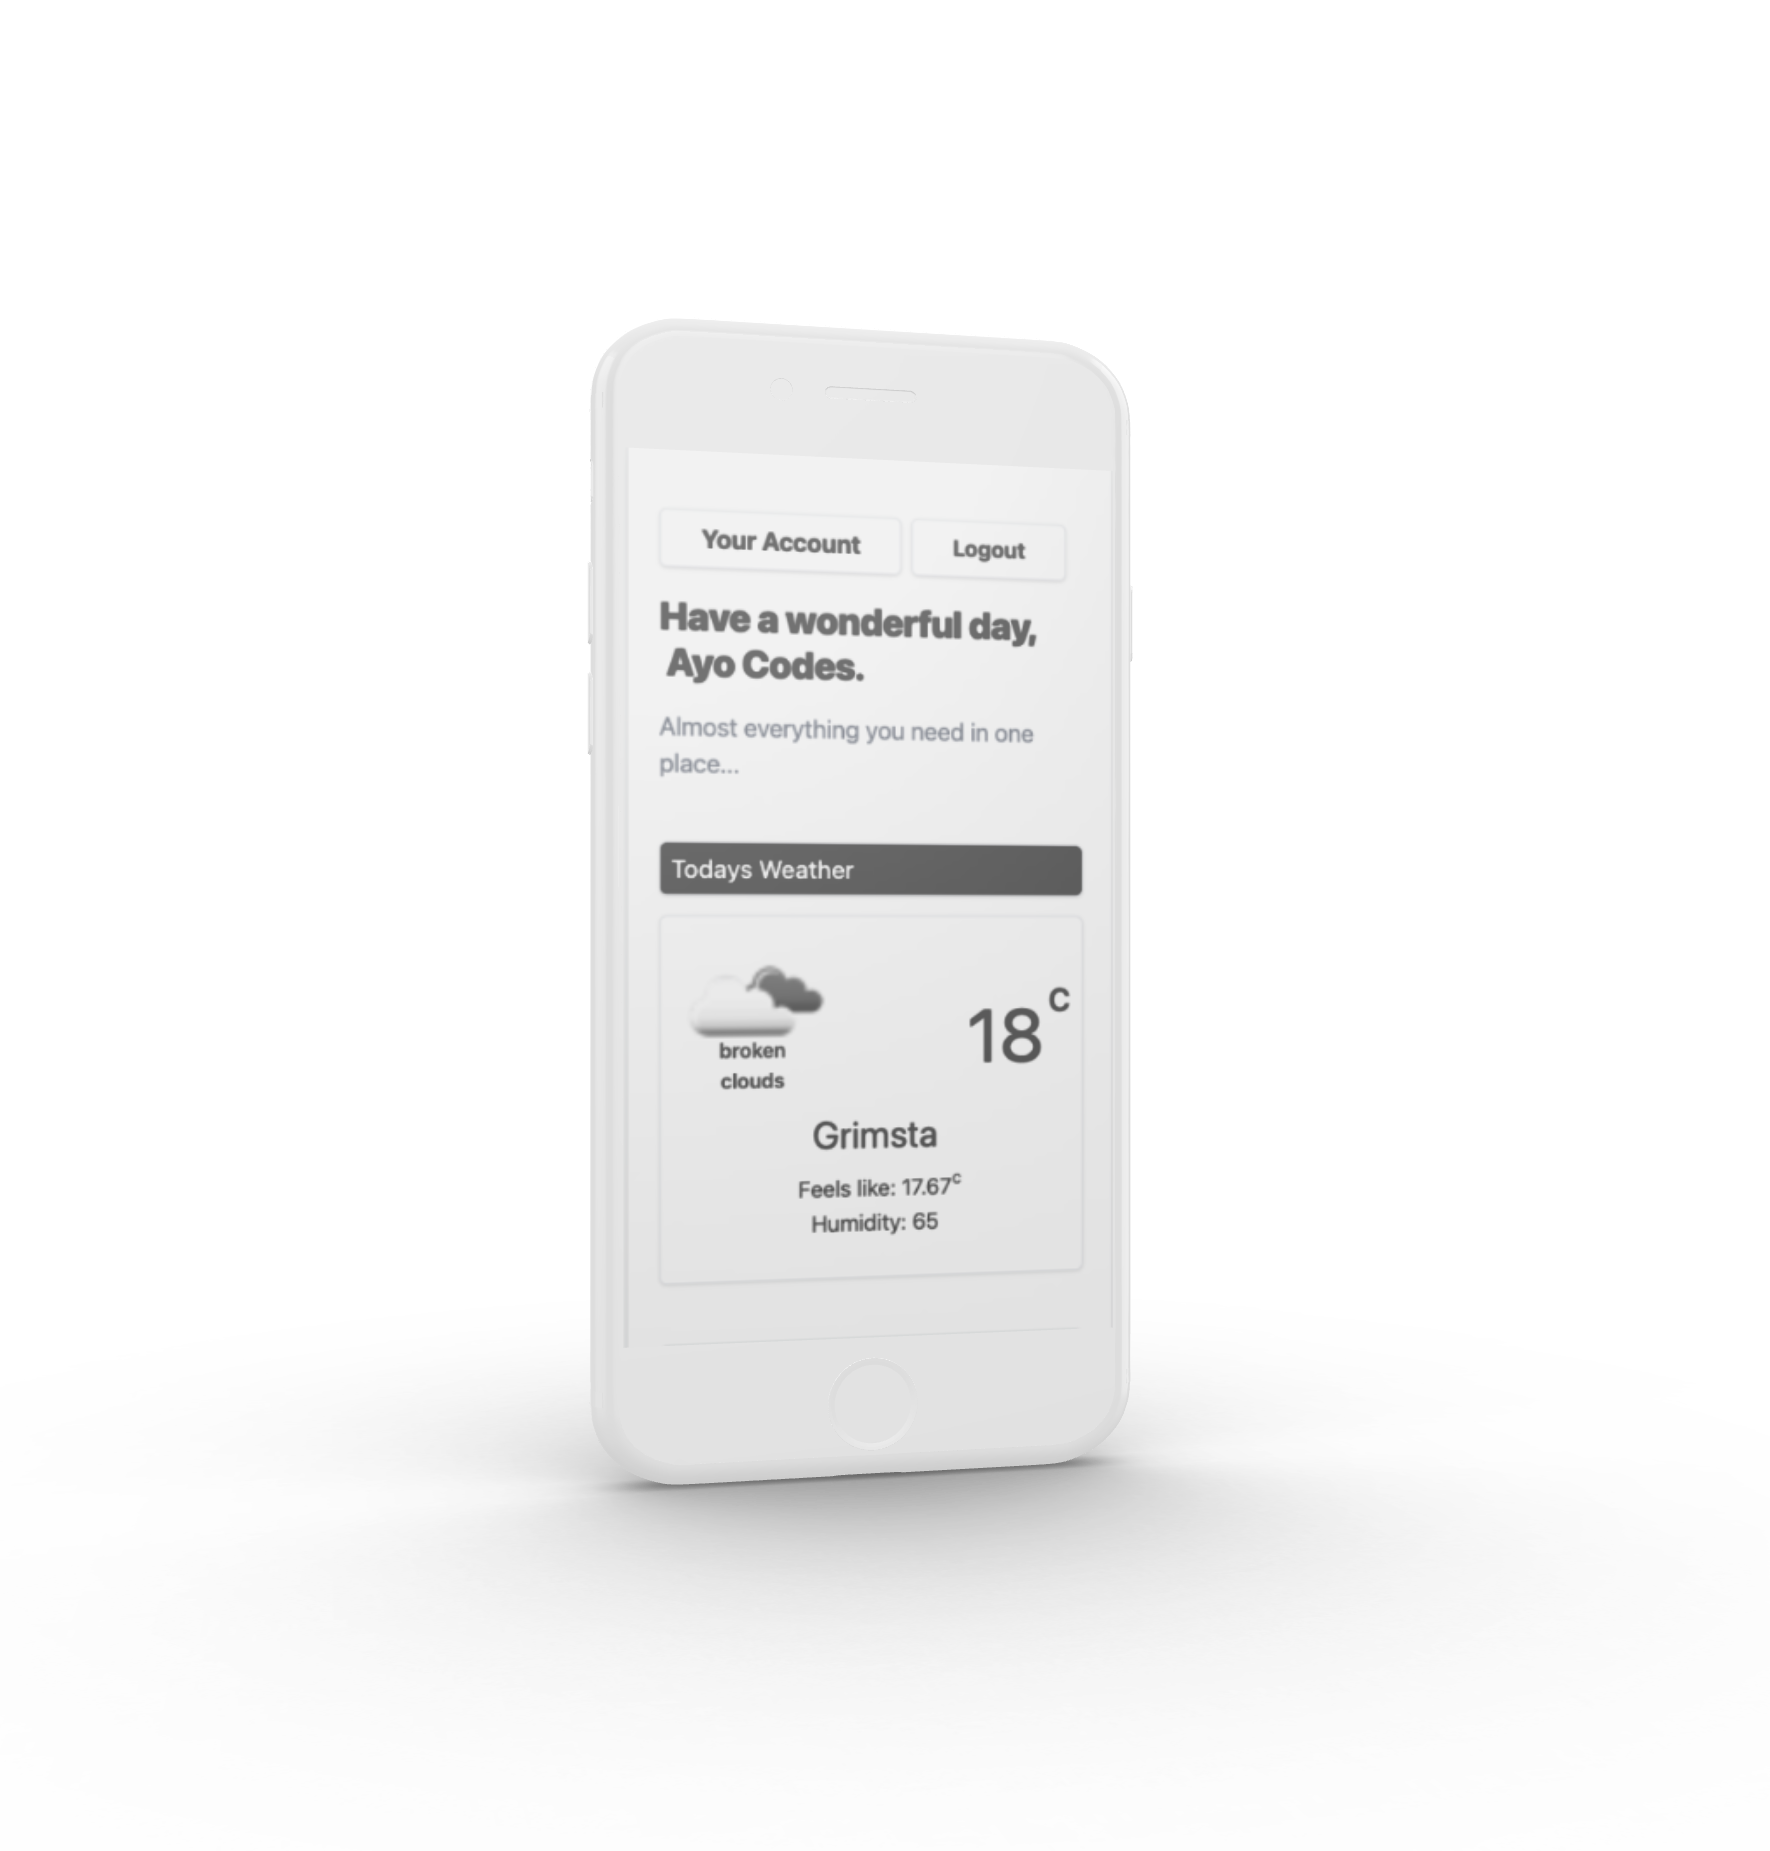 Your Account Logout
Have a wonderful day,
Ayo Codes.
Almost everything you need in one
place...
Todays Weather
broken
clouds
18 C
Grimsta
Feels like: 17.67c
Humidity: 65